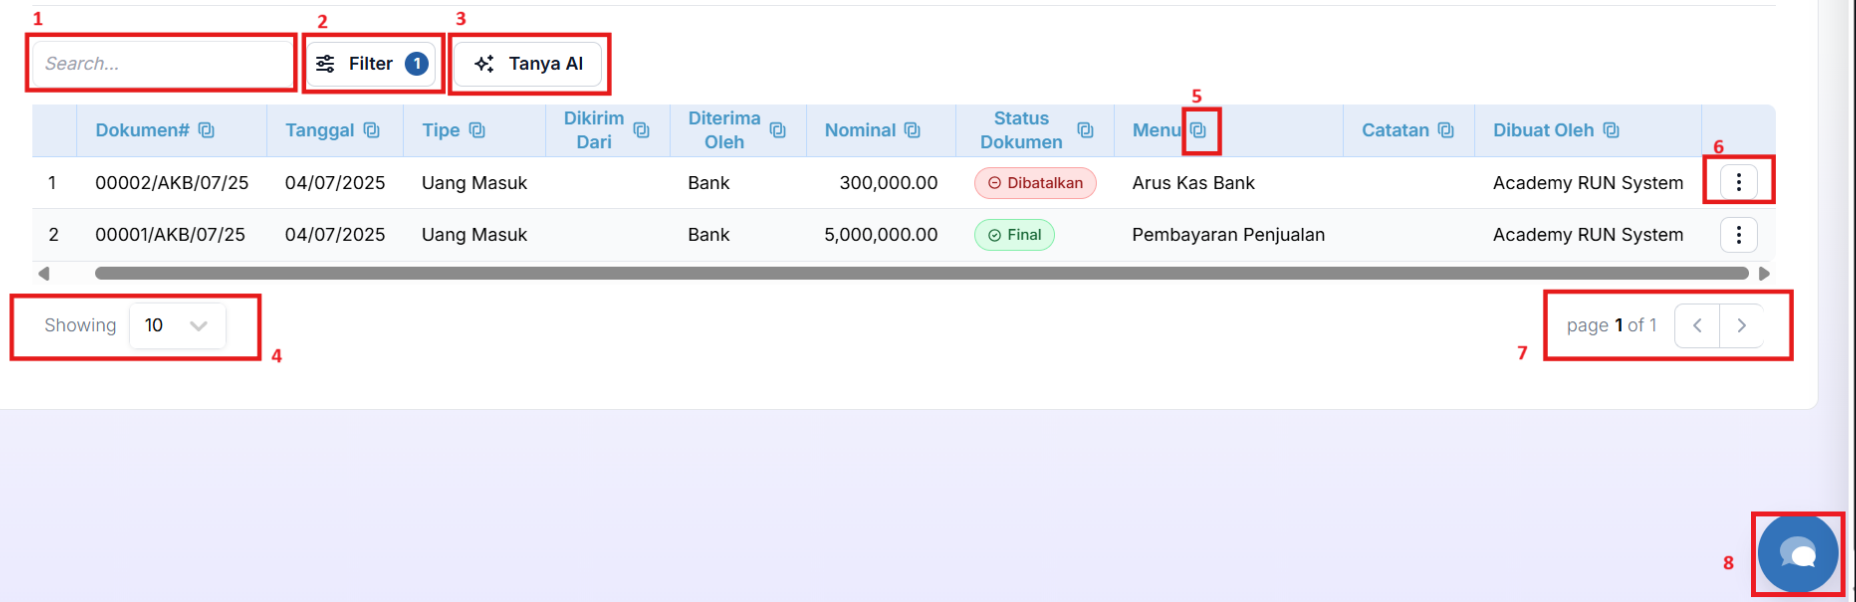 1 2 3
Search... Filter 1 Tanya AI
5
Dokumen# Tanggal Tipe Dikirim Dari Diterima Oleh Nominal Status Dokumen Menu Catatan Dibuat Oleh
6
1 00002/AKB/07/25 04/07/2025 Uang Masuk Bank 300,000.00 Dibatalkan Arus Kas Bank Academy RUN System
2 00001/AKB/07/25 04/07/2025 Uang Masuk Bank 5,000,000.00 Final Pembayaran Penjualan Academy RUN System
Showing 10 page 1 of 1
4 7
8